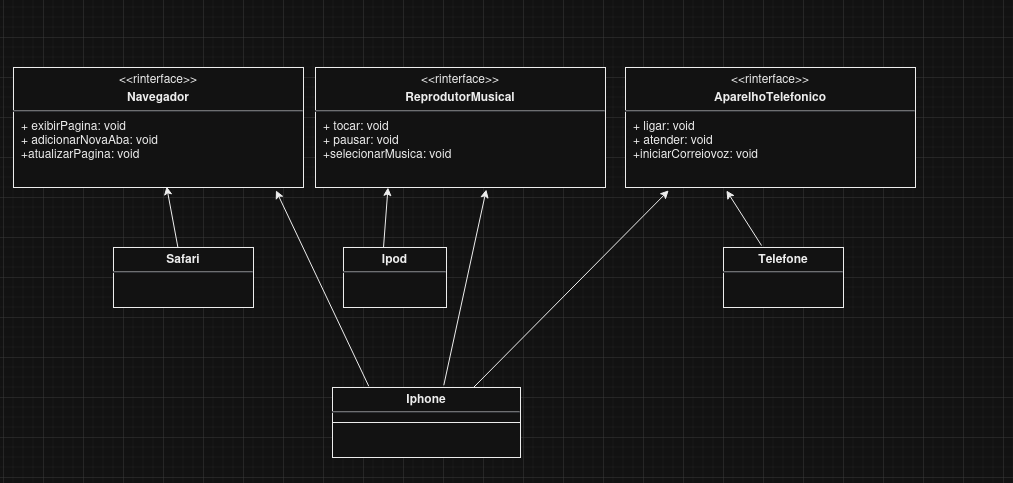 <<rinterface>>
Navegador
+ exibirPagina: void
+ adicionarNovaAba: void
+atualizarPagina: void
<<rinterface>>
ReprodutorMusical
+ tocar: void
+ pausar: void
+selecionarMusica: void
<<rinterface>>
AparelhoTelefonico
+ ligar: void
+ atender: void
+iniciarCorreiovoz: void
Safari
Ipod
Telefone
Iphone